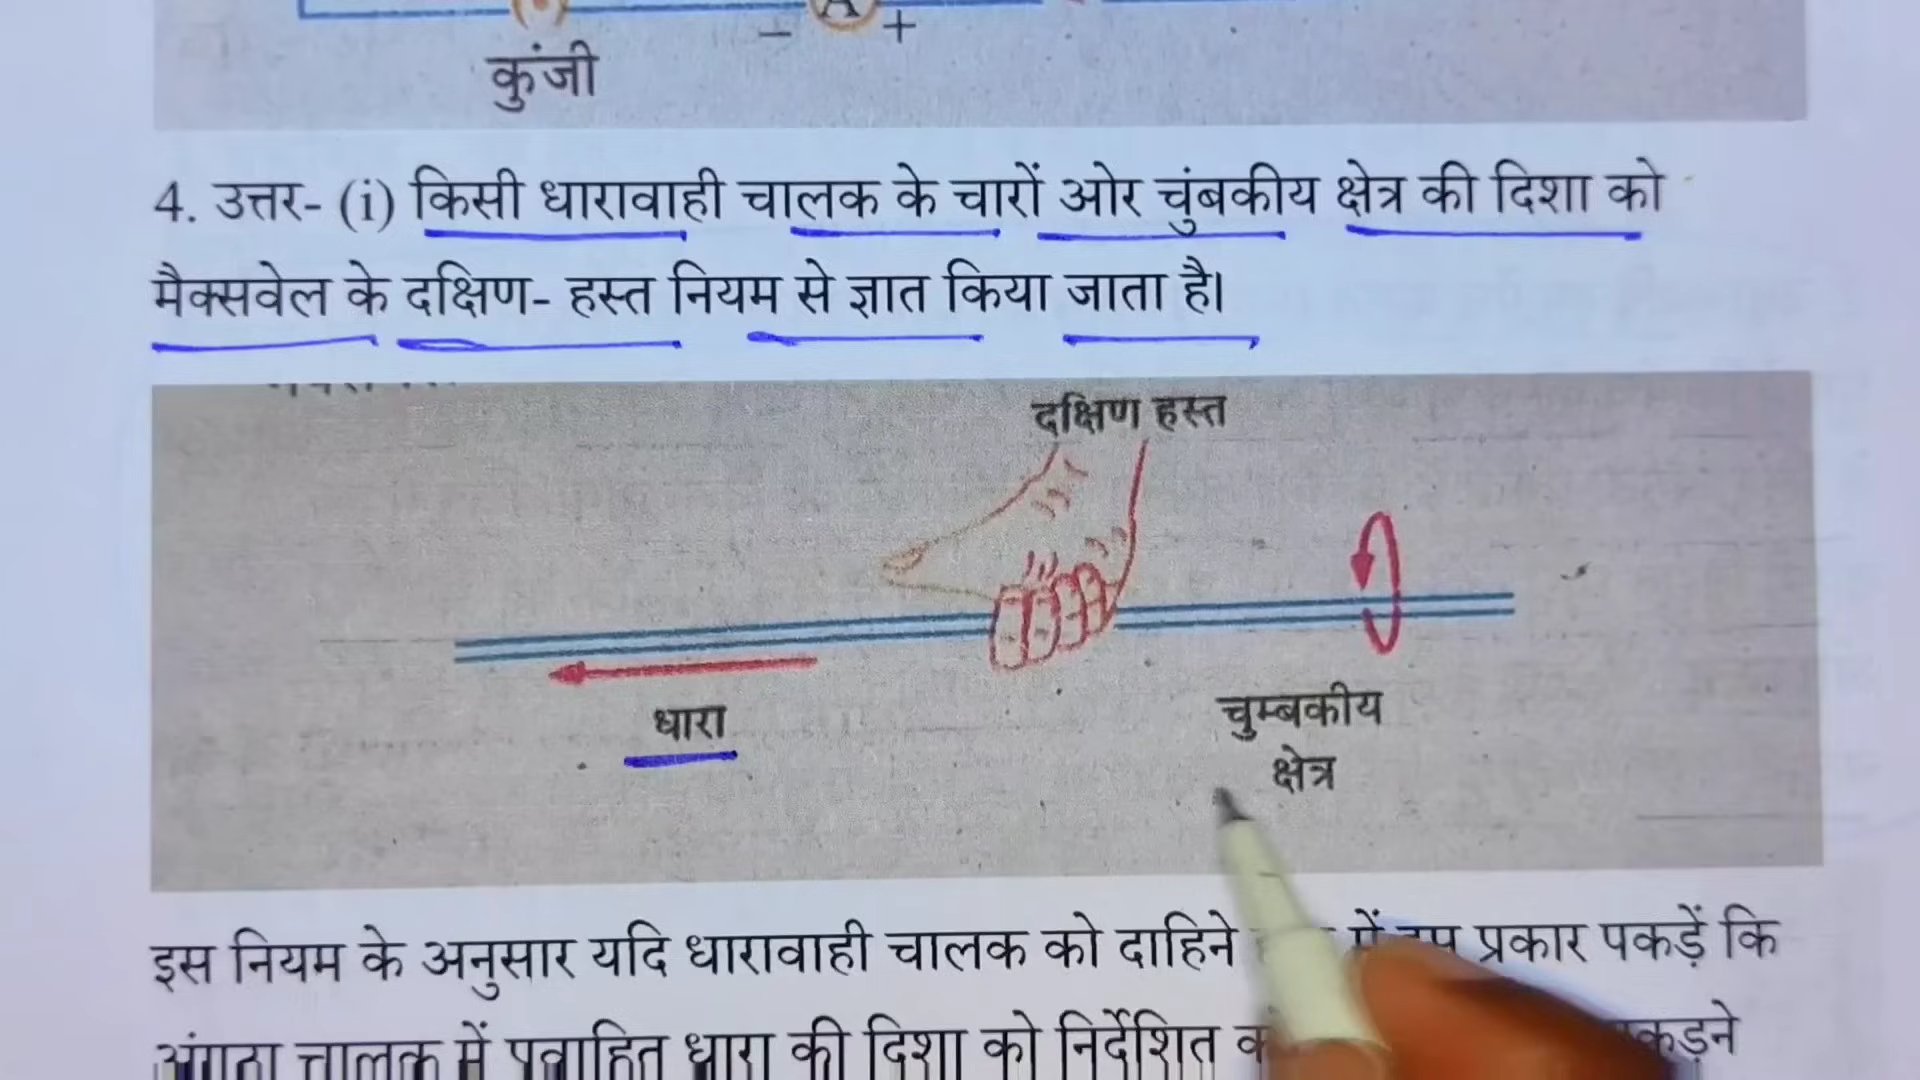 − A +
कुंजी
4. उत्तर- (i) किसी धारावाही चालक के चारों ओर चुंबकीय क्षेत्र की दिशा को
मैक्सवेल के दक्षिण- हस्त नियम से ज्ञात किया जाता है।
दक्षिण हस्त
धारा
चुम्बकीय
क्षेत्र
इस नियम के अनुसार यदि धारावाही चालक को दाहिने में प्रकार पकड़ें कि
अंगूठा चालक में प्रवाहित धारा की दिशा को निर्देशित